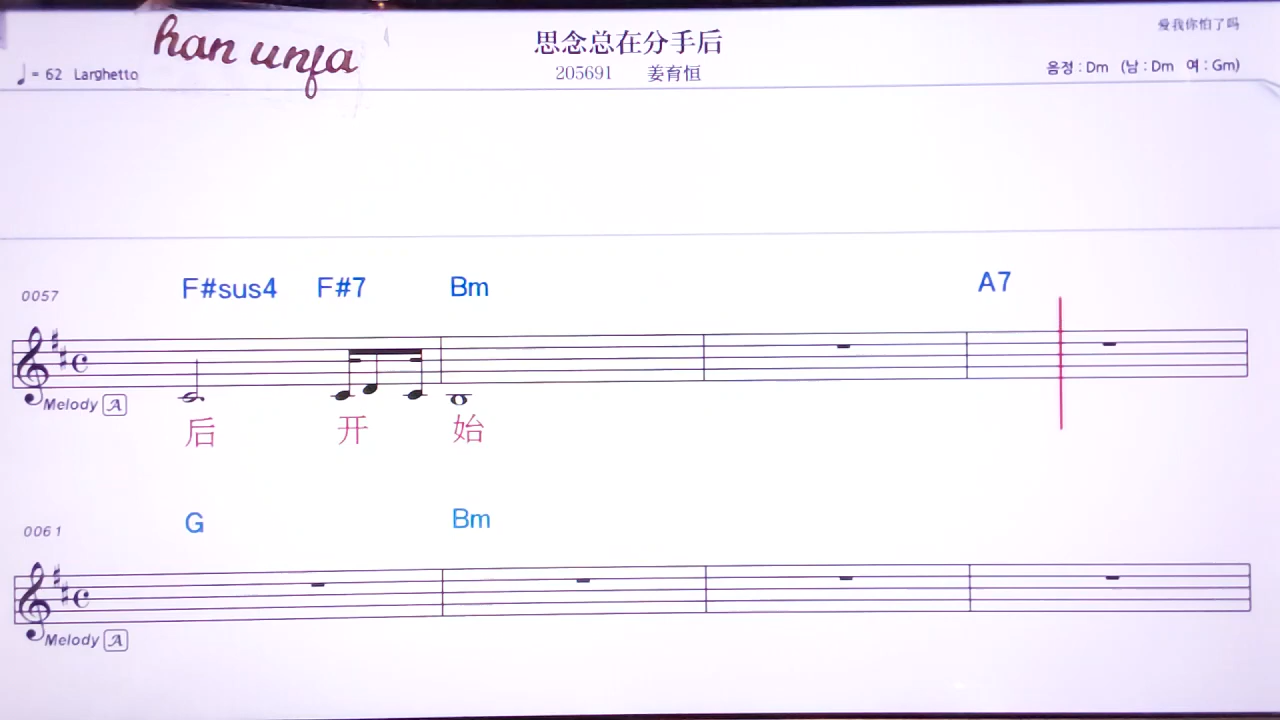 han unfa
思念总在分手后
爱我你怕了吗
♩= 62 Larghetto
205691 姜育恒
음정 : Dm (남 : Dm 여 : Gm)
F#sus4 F#7 Bm A7
0057
Melody A
后 开 始
G Bm
0061
Melody A